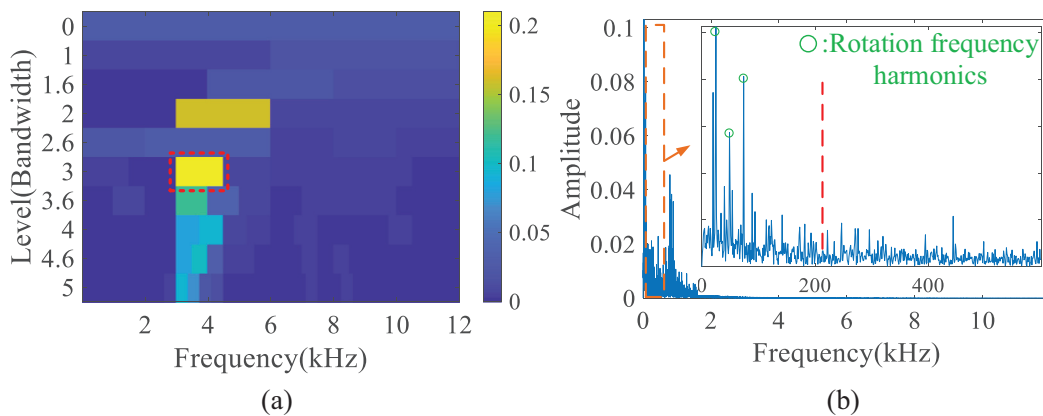 0
1
1.6
2
2.6
3
3.6
4
4.6
5
Level(Bandwidth)
2 4 6 8 10 12
Frequency(kHz)
0.2
0.15
0.1
0.05
0
(a)
0.1
0.08
0.06
0.04
0.02
0
Amplitude
:Rotation frequency
harmonics
0 200 400
0 2 4 6 8 10
Frequency(kHz)
(b)